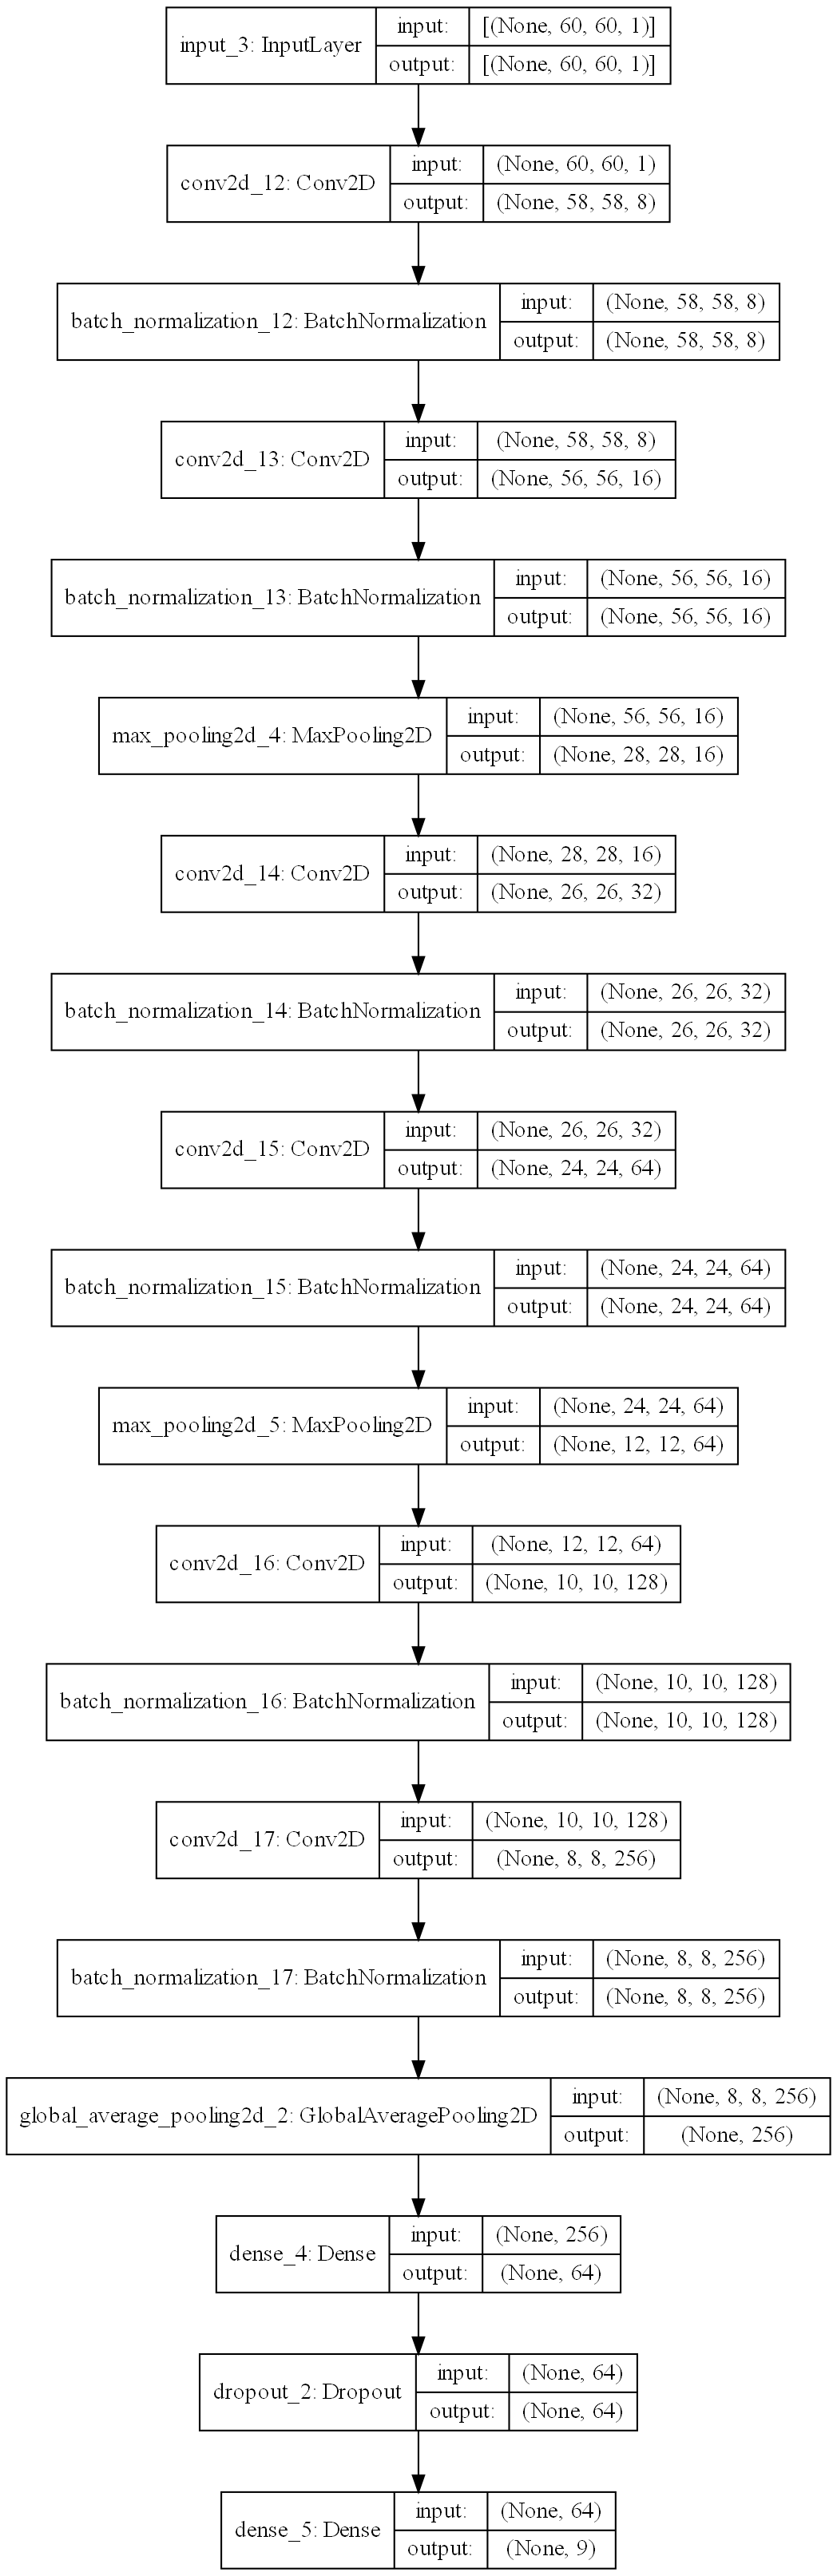 input_3: InputLayer
input: [(None, 60, 60, 1)]
output: [(None, 60, 60, 1)]
conv2d_12: Conv2D
input: (None, 60, 60, 1)
output: (None, 58, 58, 8)
batch_normalization_12: BatchNormalization
input: (None, 58, 58, 8)
output: (None, 58, 58, 8)
conv2d_13: Conv2D
input: (None, 58, 58, 8)
output: (None, 56, 56, 16)
batch_normalization_13: BatchNormalization
input: (None, 56, 56, 16)
output: (None, 56, 56, 16)
max_pooling2d_4: MaxPooling2D
input: (None, 56, 56, 16)
output: (None, 28, 28, 16)
conv2d_14: Conv2D
input: (None, 28, 28, 16)
output: (None, 26, 26, 32)
batch_normalization_14: BatchNormalization
input: (None, 26, 26, 32)
output: (None, 26, 26, 32)
conv2d_15: Conv2D
input: (None, 26, 26, 32)
output: (None, 24, 24, 64)
batch_normalization_15: BatchNormalization
input: (None, 24, 24, 64)
output: (None, 24, 24, 64)
max_pooling2d_5: MaxPooling2D
input: (None, 24, 24, 64)
output: (None, 12, 12, 64)
conv2d_16: Conv2D
input: (None, 12, 12, 64)
output: (None, 10, 10, 128)
batch_normalization_16: BatchNormalization
input: (None, 10, 10, 128)
output: (None, 10, 10, 128)
conv2d_17: Conv2D
input: (None, 10, 10, 128)
output: (None, 8, 8, 256)
batch_normalization_17: BatchNormalization
input: (None, 8, 8, 256)
output: (None, 8, 8, 256)
global_average_pooling2d_2: GlobalAveragePooling2D
input: (None, 8, 8, 256)
output: (None, 256)
dense_4: Dense
input: (None, 256)
output: (None, 64)
dropout_2: Dropout
input: (None, 64)
output: (None, 64)
dense_5: Dense
input: (None, 64)
output: (None, 9)